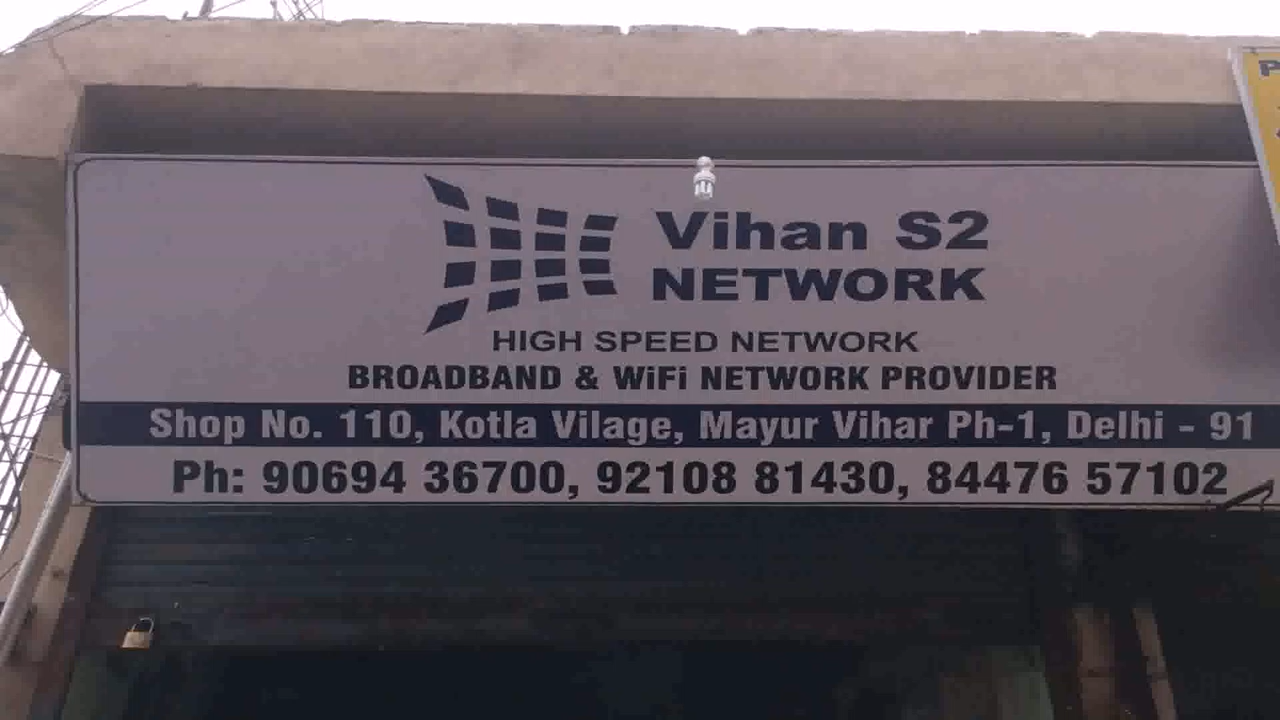 Vihan S2
NETWORK
HIGH SPEED NETWORK
BROADBAND & WiFi NETWORK PROVIDER
Shop No. 110, Kotla Vilage, Mayur Vihar Ph-1, Delhi - 91
Ph: 90694 36700, 92108 81430, 84476 57102